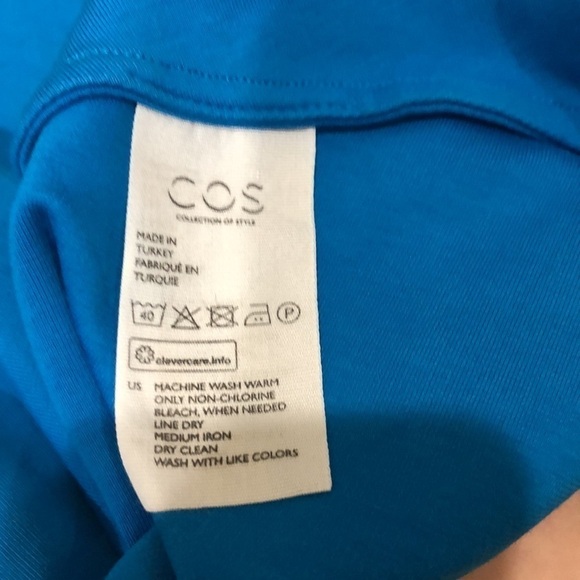 COS
COLLECTION OF STYLE
MADE IN
TURKEY
FABRIQUÉ EN
TURQUIE
40 P
clevercare.info
US MACHINE WASH WARM
ONLY NON-CHLORINE
BLEACH, WHEN NEEDED
LINE DRY
MEDIUM IRON
DRY CLEAN
WASH WITH LIKE COLORS